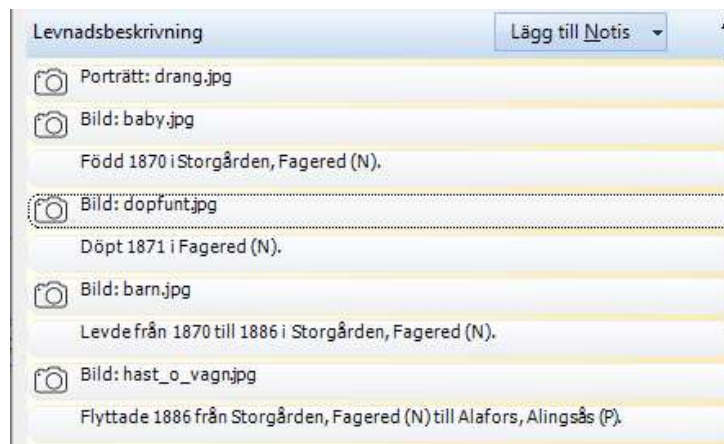 Levnadsbeskrivning Lägg till Notis
Porträtt: drang.jpg
Bild: baby.jpg
Född 1870 i Storgården, Fagered (N).
Bild: dopfunt.jpg
Döpt 1871 i Fagered (N).
Bild: barn.jpg
Levde från 1870 till 1886 i Storgården, Fagered (N).
Bild: hast_o_vagn.jpg
Flyttade 1886 från Storgården, Fagered (N) till Alafors, Alingsås (P).